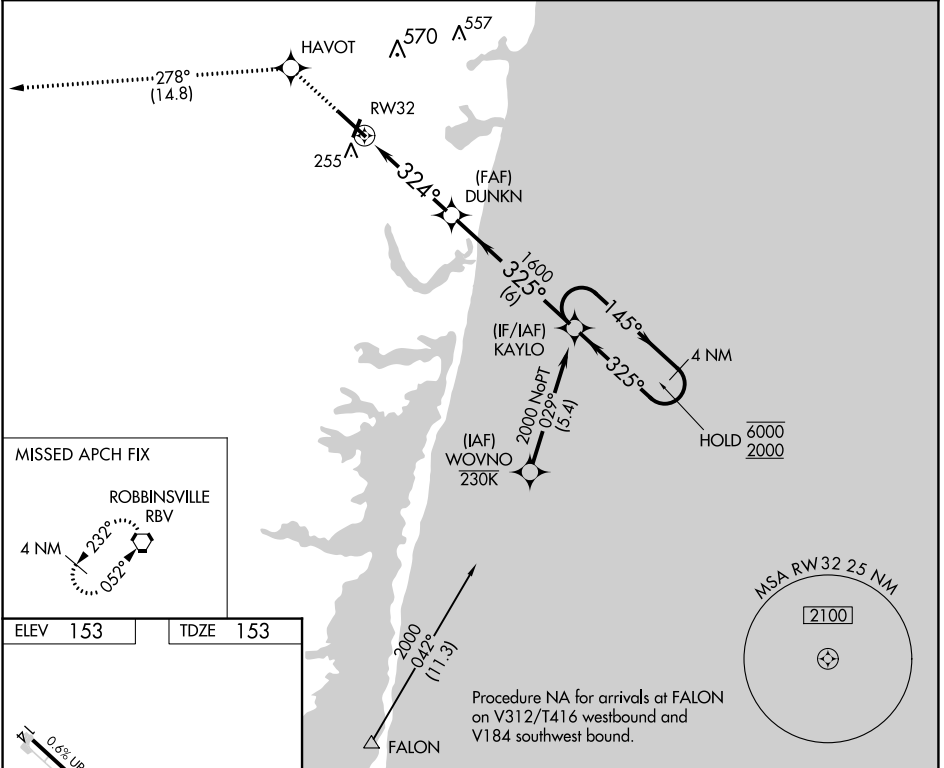 HAVOT
570
557
278°
(14.8)
RW32
255
324°
(FAF)
DUNKN
1600
325°
(6)
(IF/IAF)
KAYLO
145°
4 NM
325°
HOLD 6000
2000
2000 NoPT
029°
(5.4)
(IAF)
WOVNO
230K
MISSED APCH FIX
ROBBINSVILLE
RBV
4 NM
232°
052°
ELEV 153
TDZE 153
14
0.6% UP
2000
042°
(11.3)
FALON
Procedure NA for arrivals at FALON
on V312/T416 westbound and
V184 southwest bound.
MSA RW32 25 NM
2100